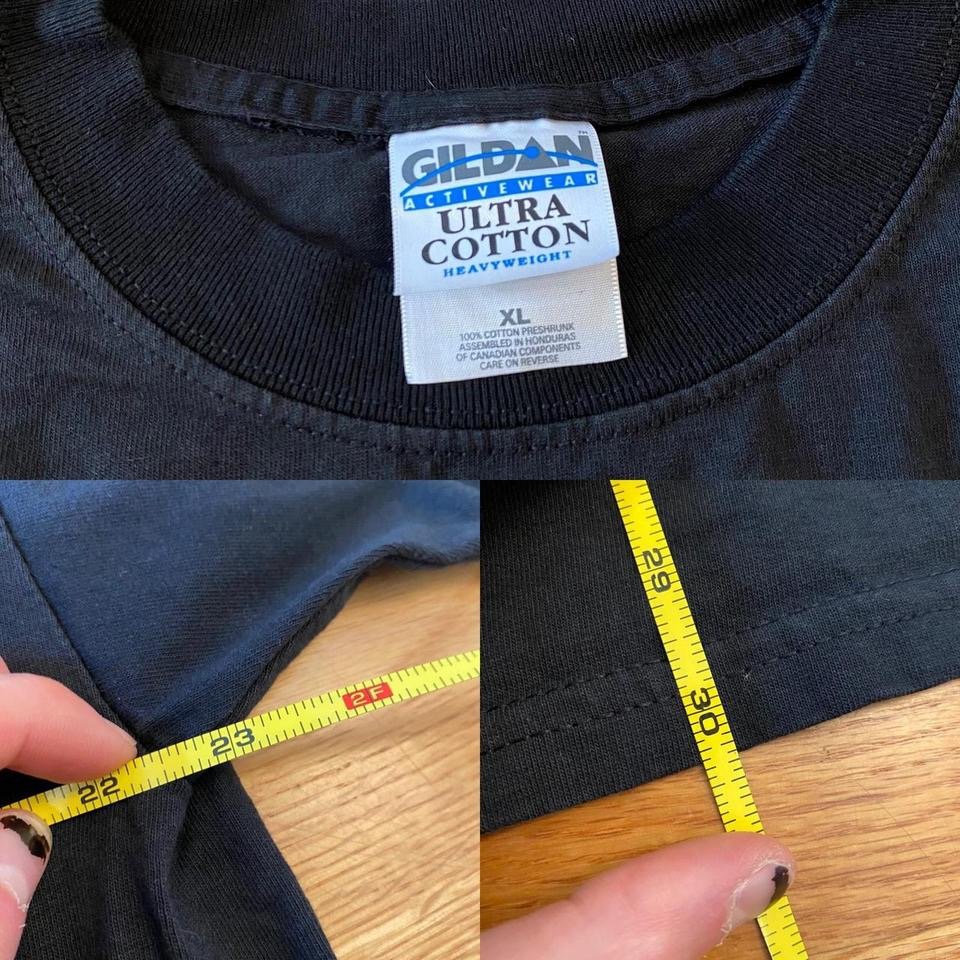 GILDAN™
ACTIVEWEAR
ULTRA
COTTON
HEAVYWEIGHT
XL
100% COTTON PRESHRUNK
ASSEMBLED IN HONDURAS
OF CANADIAN COMPONENTS
CARE ON REVERSE
22 23 2F
29
30